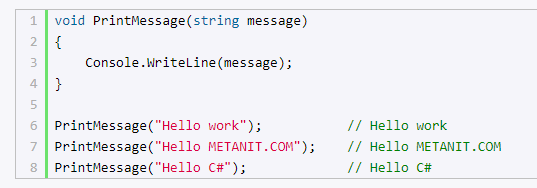 1 void PrintMessage(string message)
2 {
3     Console.WriteLine(message);
4 }
5
6 PrintMessage("Hello work");          // Hello work
7 PrintMessage("Hello METANIT.COM");   // Hello METANIT.COM
8 PrintMessage("Hello C#");            // Hello C#